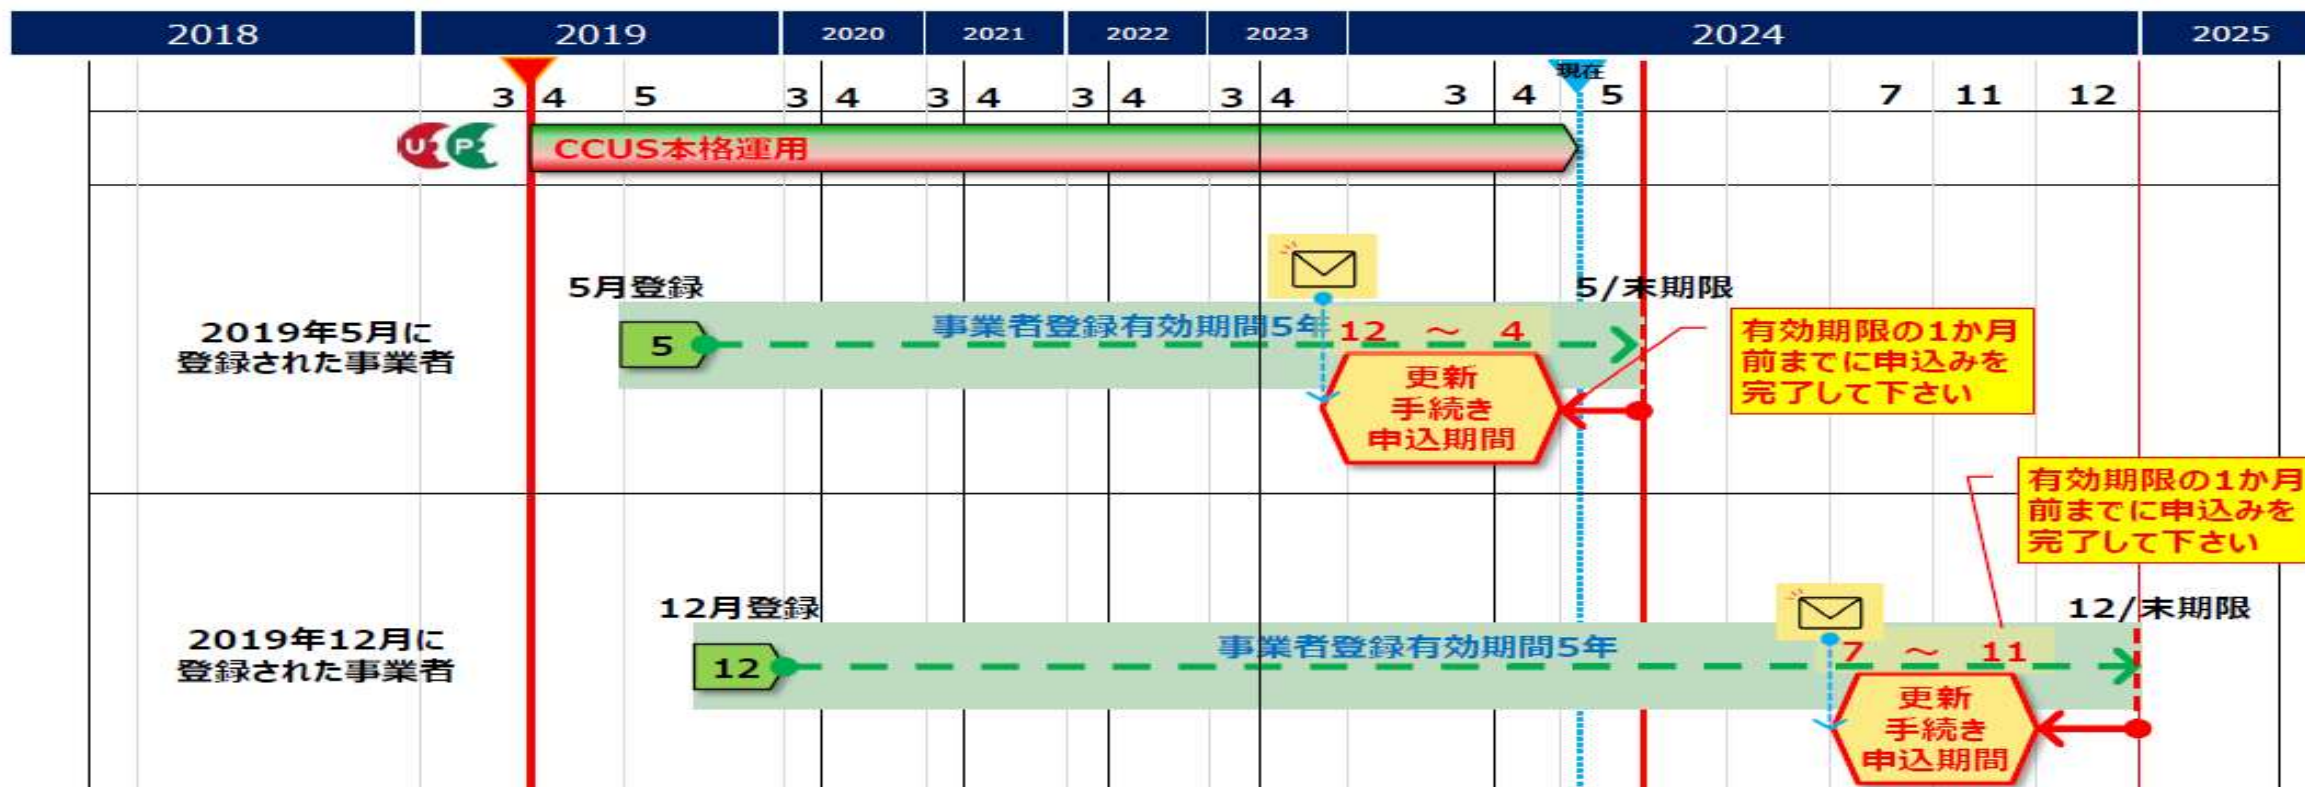 2018 2019 2020 2021 2022 2023 2024 2025
現在
3 4 5 3 4 3 4 3 4 3 4 3 4 5 7 11 12
CCUS本格運用
5月登録
5/末期限
2019年5月に
登録された事業者
5
事業者登録有効期間5年
12 ～ 4
更新
手続き
申込期間
有効期限の1か月
前までに申込みを
完了して下さい
有効期限の1か月
前までに申込みを
完了して下さい
12月登録
12/末期限
2019年12月に
登録された事業者
12
事業者登録有効期間5年
7 ～ 11
更新
手続き
申込期間